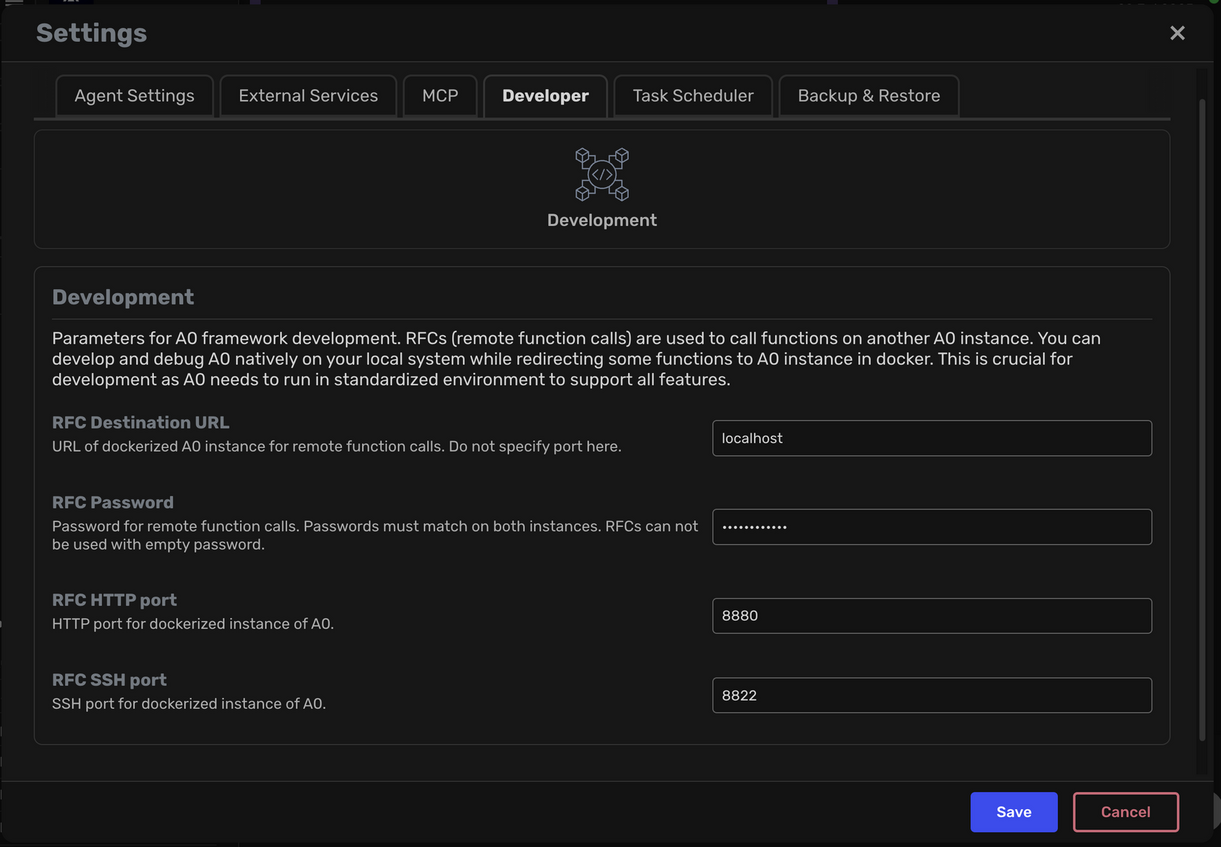 Settings
Agent Settings
External Services
MCP
Developer
Task Scheduler
Backup & Restore
</>
Development
Development
Parameters for A0 framework development. RFCs (remote function calls) are used to call functions on another A0 instance. You can
develop and debug A0 natively on your local system while redirecting some functions to A0 instance in docker. This is crucial for
development as A0 needs to run in standardized environment to support all features.
RFC Destination URL
URL of dockerized A0 instance for remote function calls. Do not specify port here.
localhost
RFC Password
Password for remote function calls. Passwords must match on both instances. RFCs can not
be used with empty password.
••••••••••••
RFC HTTP port
HTTP port for dockerized instance of A0.
8880
RFC SSH port
SSH port for dockerized instance of A0.
8822
Save
Cancel